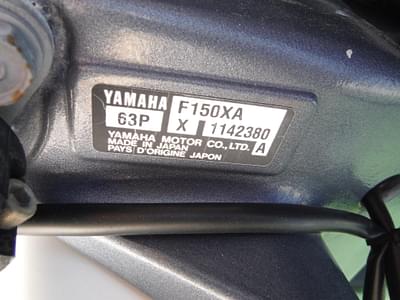 YAMAHA F150XA
63P X 1142380
YAMAHA MOTOR CO., LTD. A
MADE IN JAPAN
PAYS D'ORIGINE JAPON